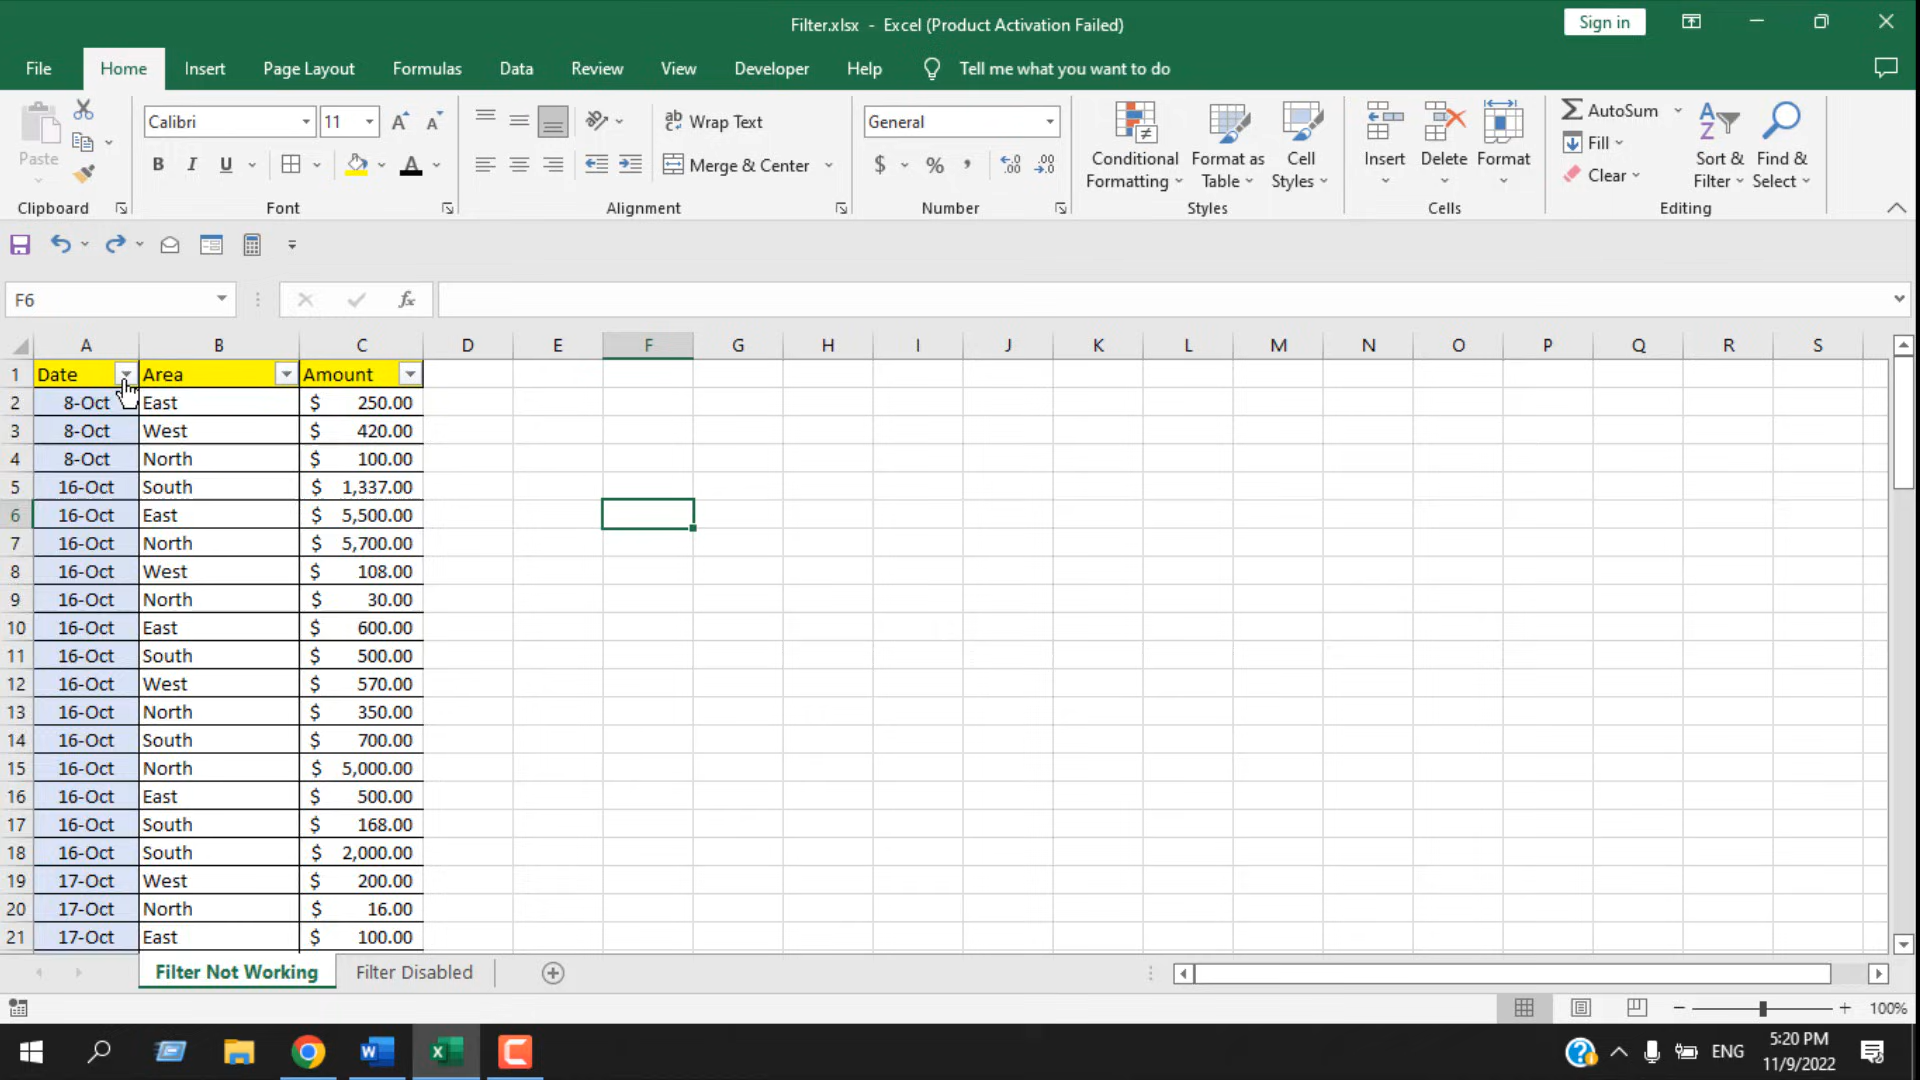 Filter.xlsx - Excel (Product Activation Failed)
Sign in
File Home Insert Page Layout Formulas Data Review View Developer Help Tell me what you want to do
Calibri 11 Wrap Text General AutoSum
Paste Merge & Center $ % Conditional Formatting Format as Table Cell Styles Insert Delete Format Fill Clear Sort & Filter Find & Select
B I U A
Clipboard Font Alignment Number Styles Cells Editing
F6 fx
A B C D E F G H I J K L M N O P Q R S
1 Date Area Amount
2 8-Oct East $ 250.00
3 8-Oct West $ 420.00
4 8-Oct North $ 100.00
5 16-Oct South $ 1,337.00
6 16-Oct East $ 5,500.00
7 16-Oct North $ 5,700.00
8 16-Oct West $ 108.00
9 16-Oct North $ 30.00
10 16-Oct East $ 600.00
11 16-Oct South $ 500.00
12 16-Oct West $ 570.00
13 16-Oct North $ 350.00
14 16-Oct South $ 700.00
15 16-Oct North $ 5,000.00
16 16-Oct East $ 500.00
17 16-Oct South $ 168.00
18 16-Oct South $ 2,000.00
19 17-Oct West $ 200.00
20 17-Oct North $ 16.00
21 17-Oct East $ 100.00
Filter Not Working Filter Disabled
100%
ENG 5:20 PM
11/9/2022